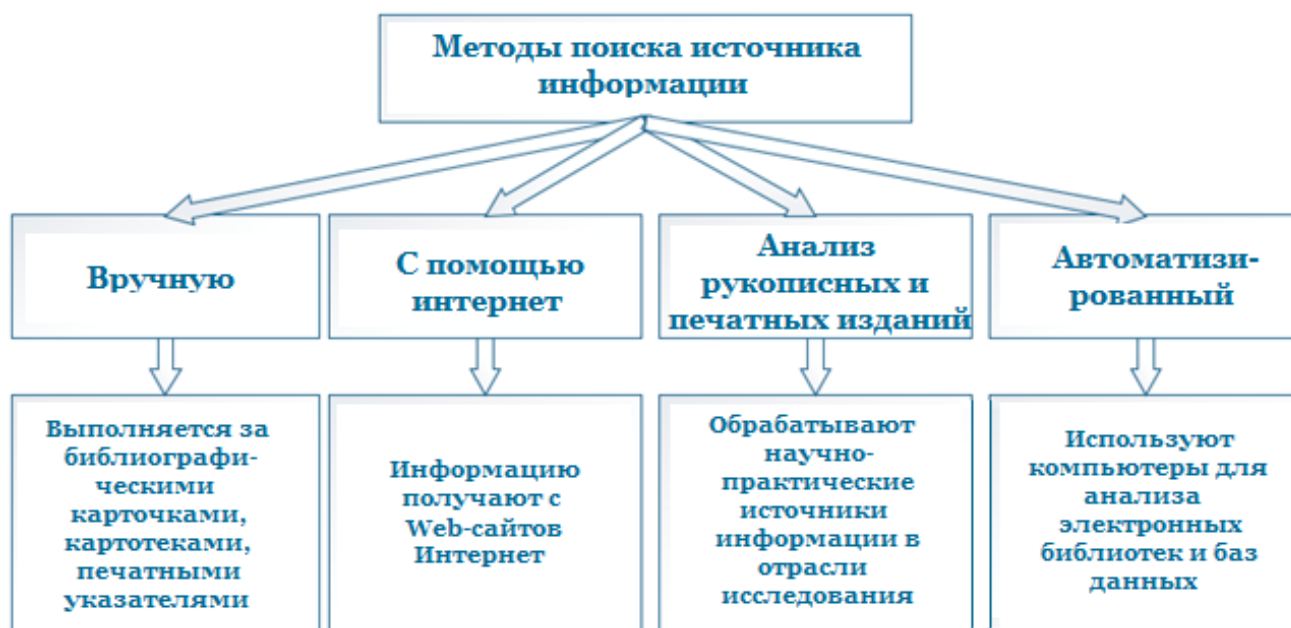 Методы поиска источника
информации
Вручную
С помощью
интернет
Анализ
рукописных и
печатных изданий
Автоматизи-
рованный
Выполняется за
библиографи-
ческими
карточками,
картотеками,
печатными
указателями
Информацию
получают с
Web-сайтов
Интернет
Обрабатывают
научно-
практические
источники
информации в
отрасли
исследования
Используют
компьютеры для
анализа
электронных
библиотек и баз
данных